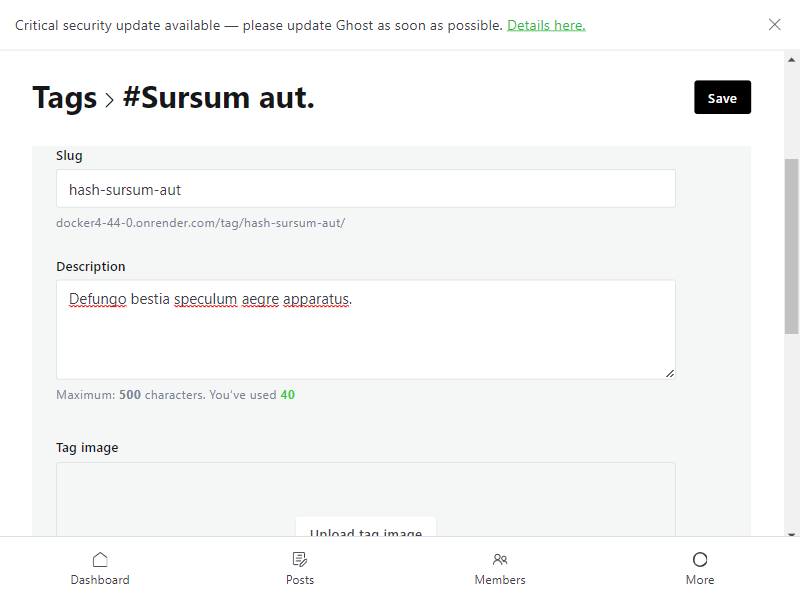 Critical security update available — please update Ghost as soon as possible. Details here.
Tags > #Sursum aut.
Save
Slug
hash-sursum-aut
docker4-44-0.onrender.com/tag/hash-sursum-aut/
Description
Defungo bestia speculum aegre apparatus.
Maximum: 500 characters. You've used 40
Tag image
Upload tag image
Dashboard
Posts
Members
More